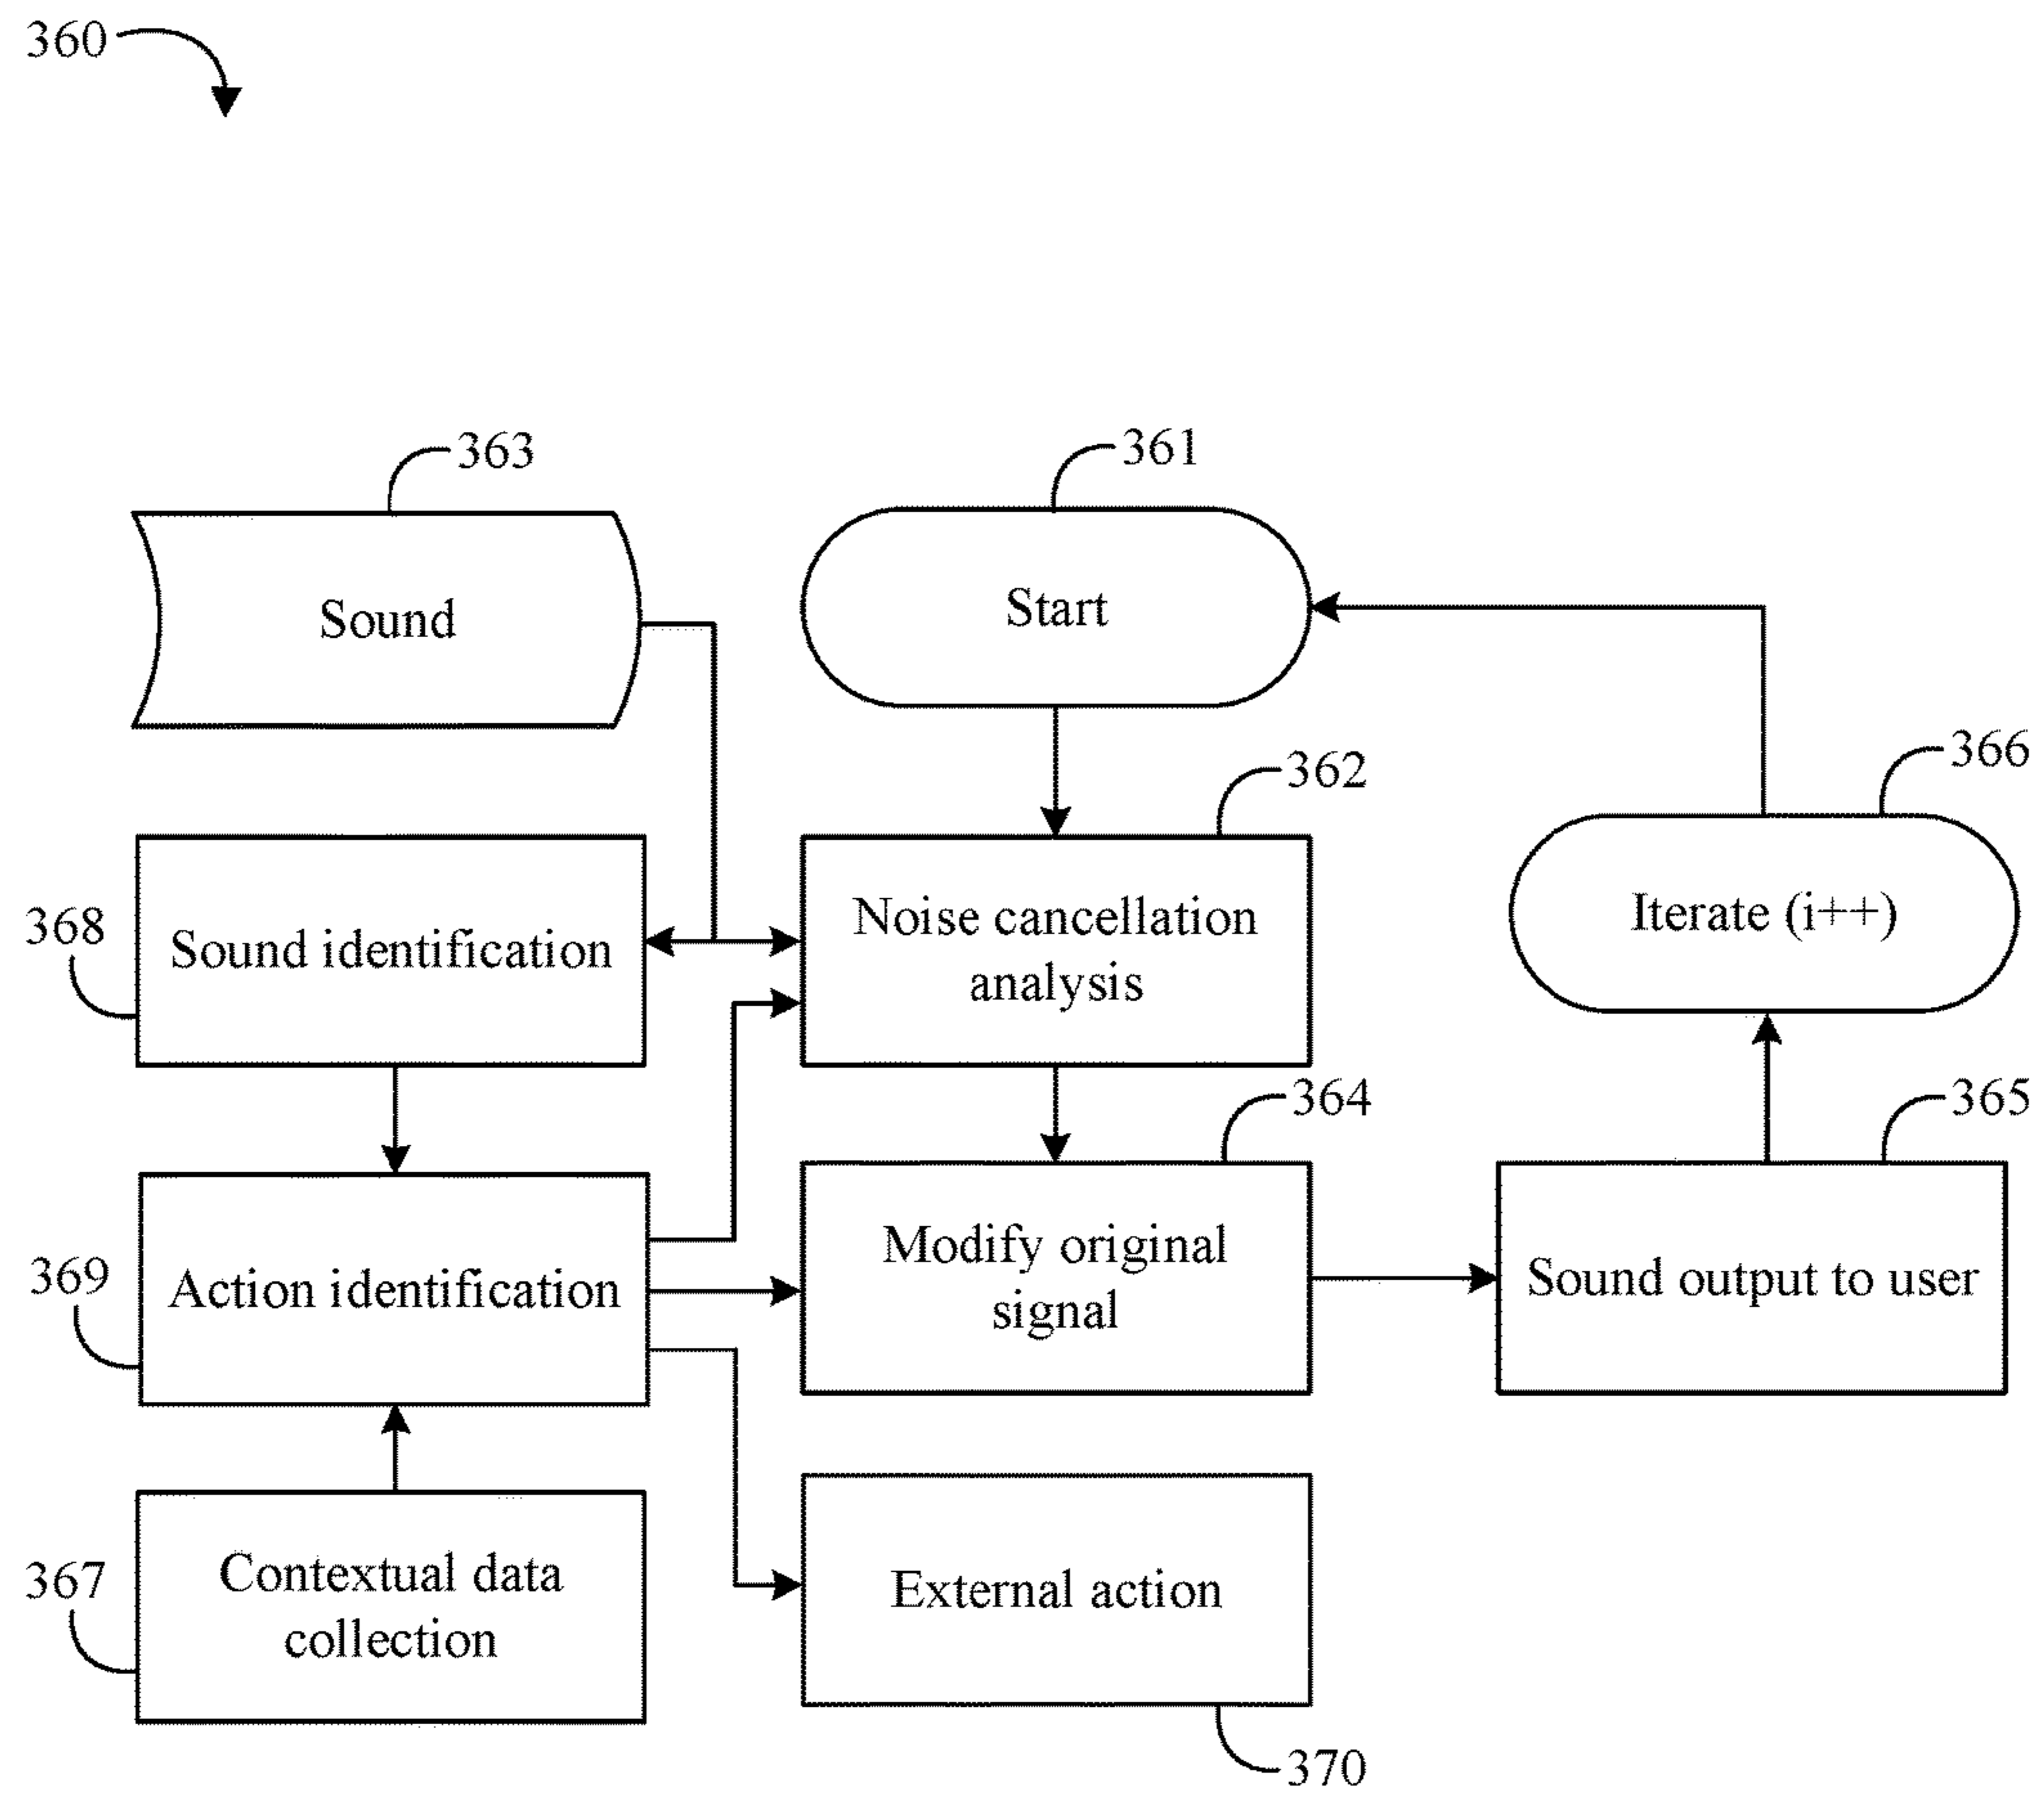 360
363
361
Sound
Start
362
366
368
Sound identification
Noise cancellation
analysis
Iterate (i++)
364
365
369
Action identification
Modify original
signal
Sound output to user
367
Contextual data
collection
External action
370